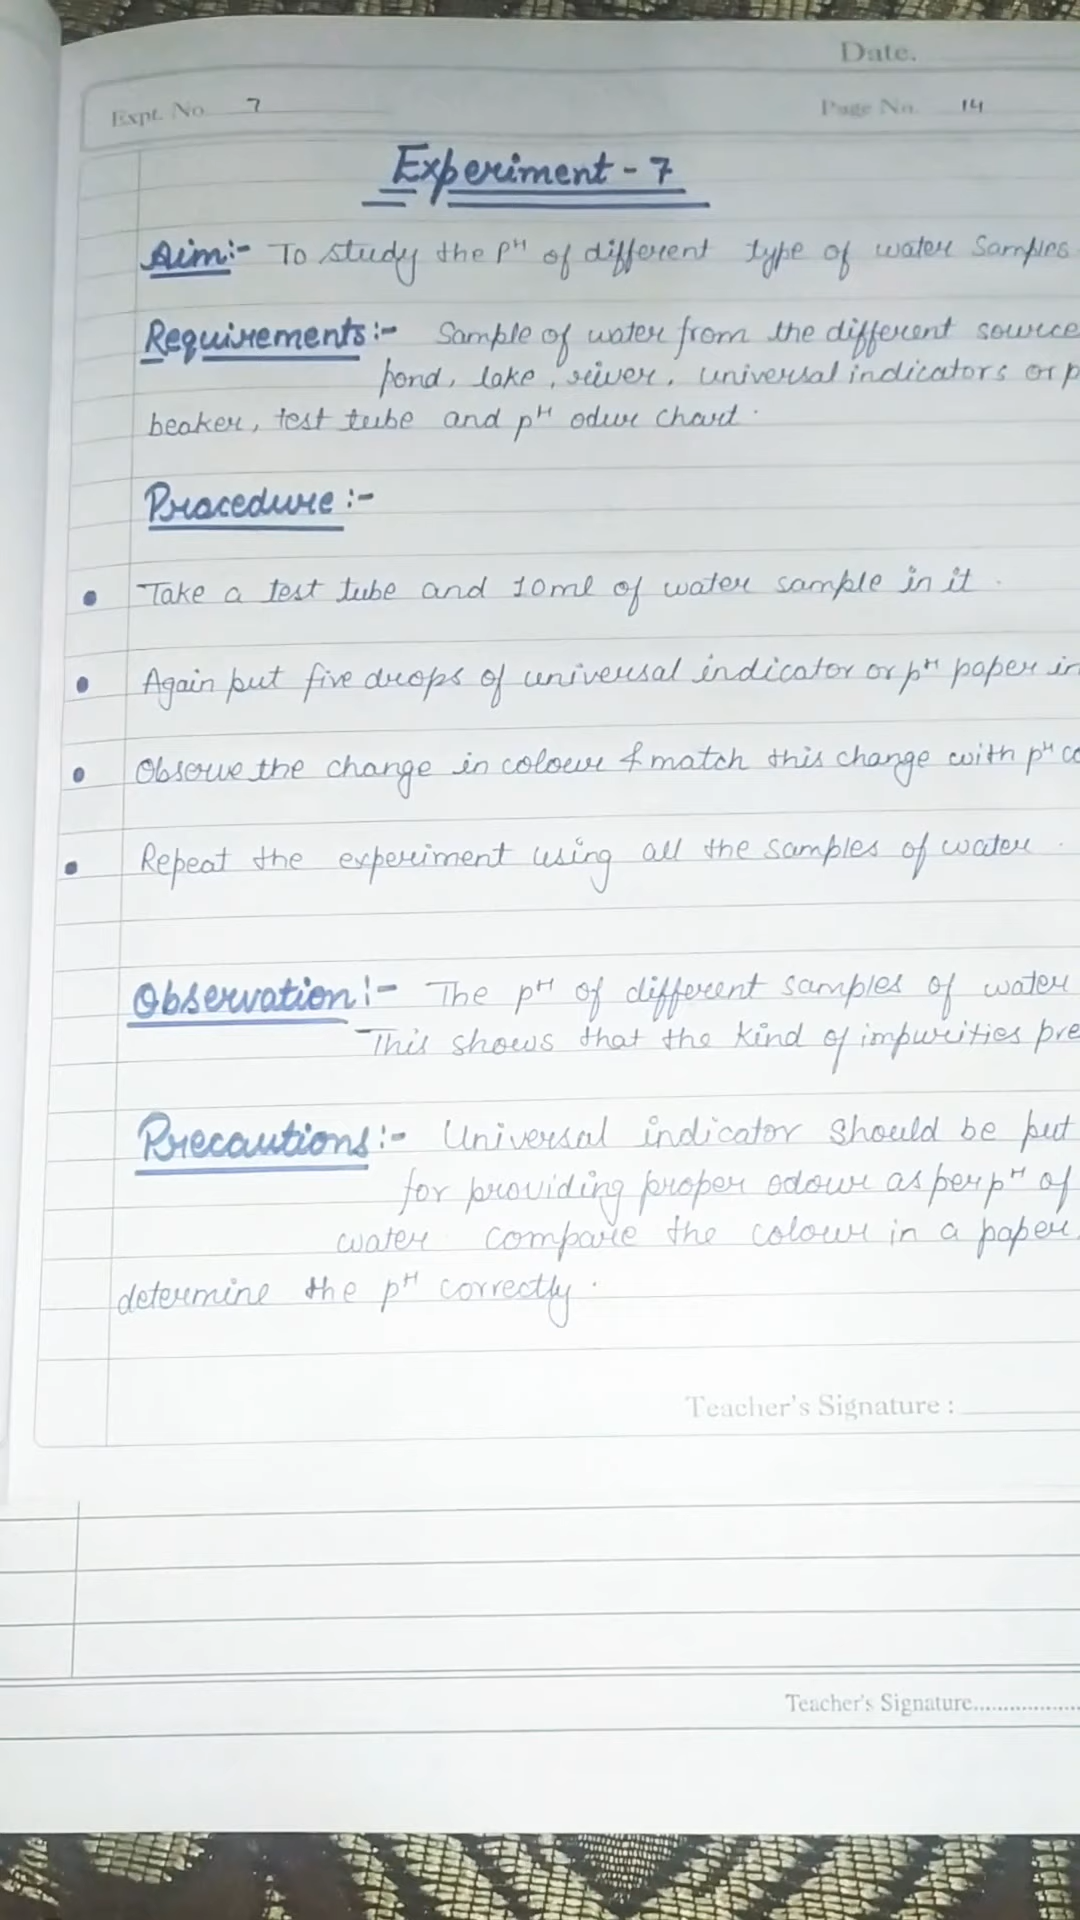 Date.
Expt. No. 7
Page No. 14
Experiment - 7
Aim:- To study the pH of different type of water Samples
Requirements:- Sample of water from the different source
pond, lake, river, universal indicators or p
beaker, test tube and pH odur chart.
Procedure:-
• Take a test tube and 10ml of water sample in it.
• Again put five drops of universal indicator or pH paper in
• Observe the change in colour & match this change with pH co
• Repeat the experiment using all the samples of water.
Observation:- The pH of different samples of water
This shows that the kind of impurities pre
Precautions:- Universal indicator should be put
for providing proper odour as per pH of
water compare the colour in a paper
determine the pH correctly.
Teacher's Signature :
Teacher's Signature..................